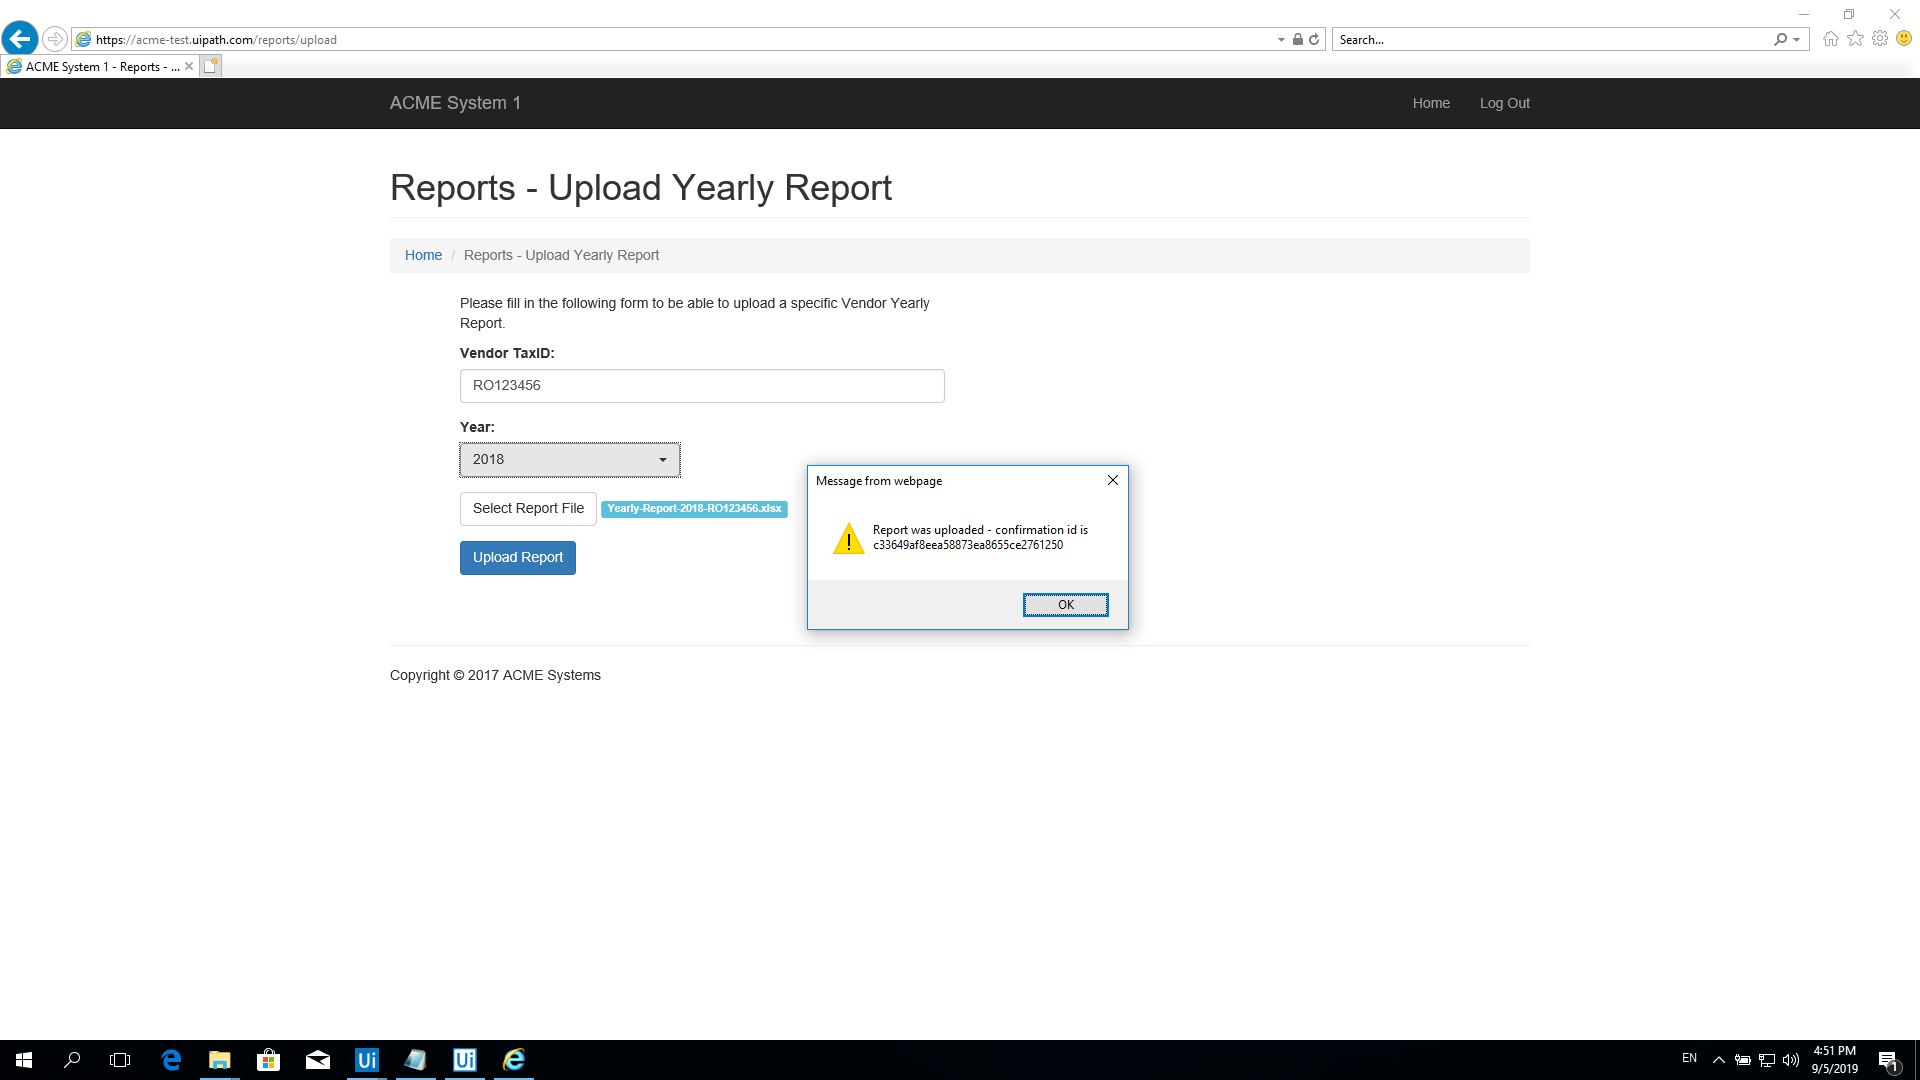 https://acme-test.uipath.com/reports/upload
Search...
ACME System 1 - Reports - ...
ACME System 1
Home
Log Out
Reports - Upload Yearly Report
Home / Reports - Upload Yearly Report
Please fill in the following form to be able to upload a specific Vendor Yearly
Report.
Vendor TaxID:
RO123456
Year:
2018
Select Report File
Yearly-Report-2018-RO123456.xlsx
Upload Report
Message from webpage
Report was uploaded - confirmation id is
c33649af8eea58873ea8655ce2761250
OK
Copyright © 2017 ACME Systems
Ui
Ui
EN
4:51 PM
9/5/2019
1